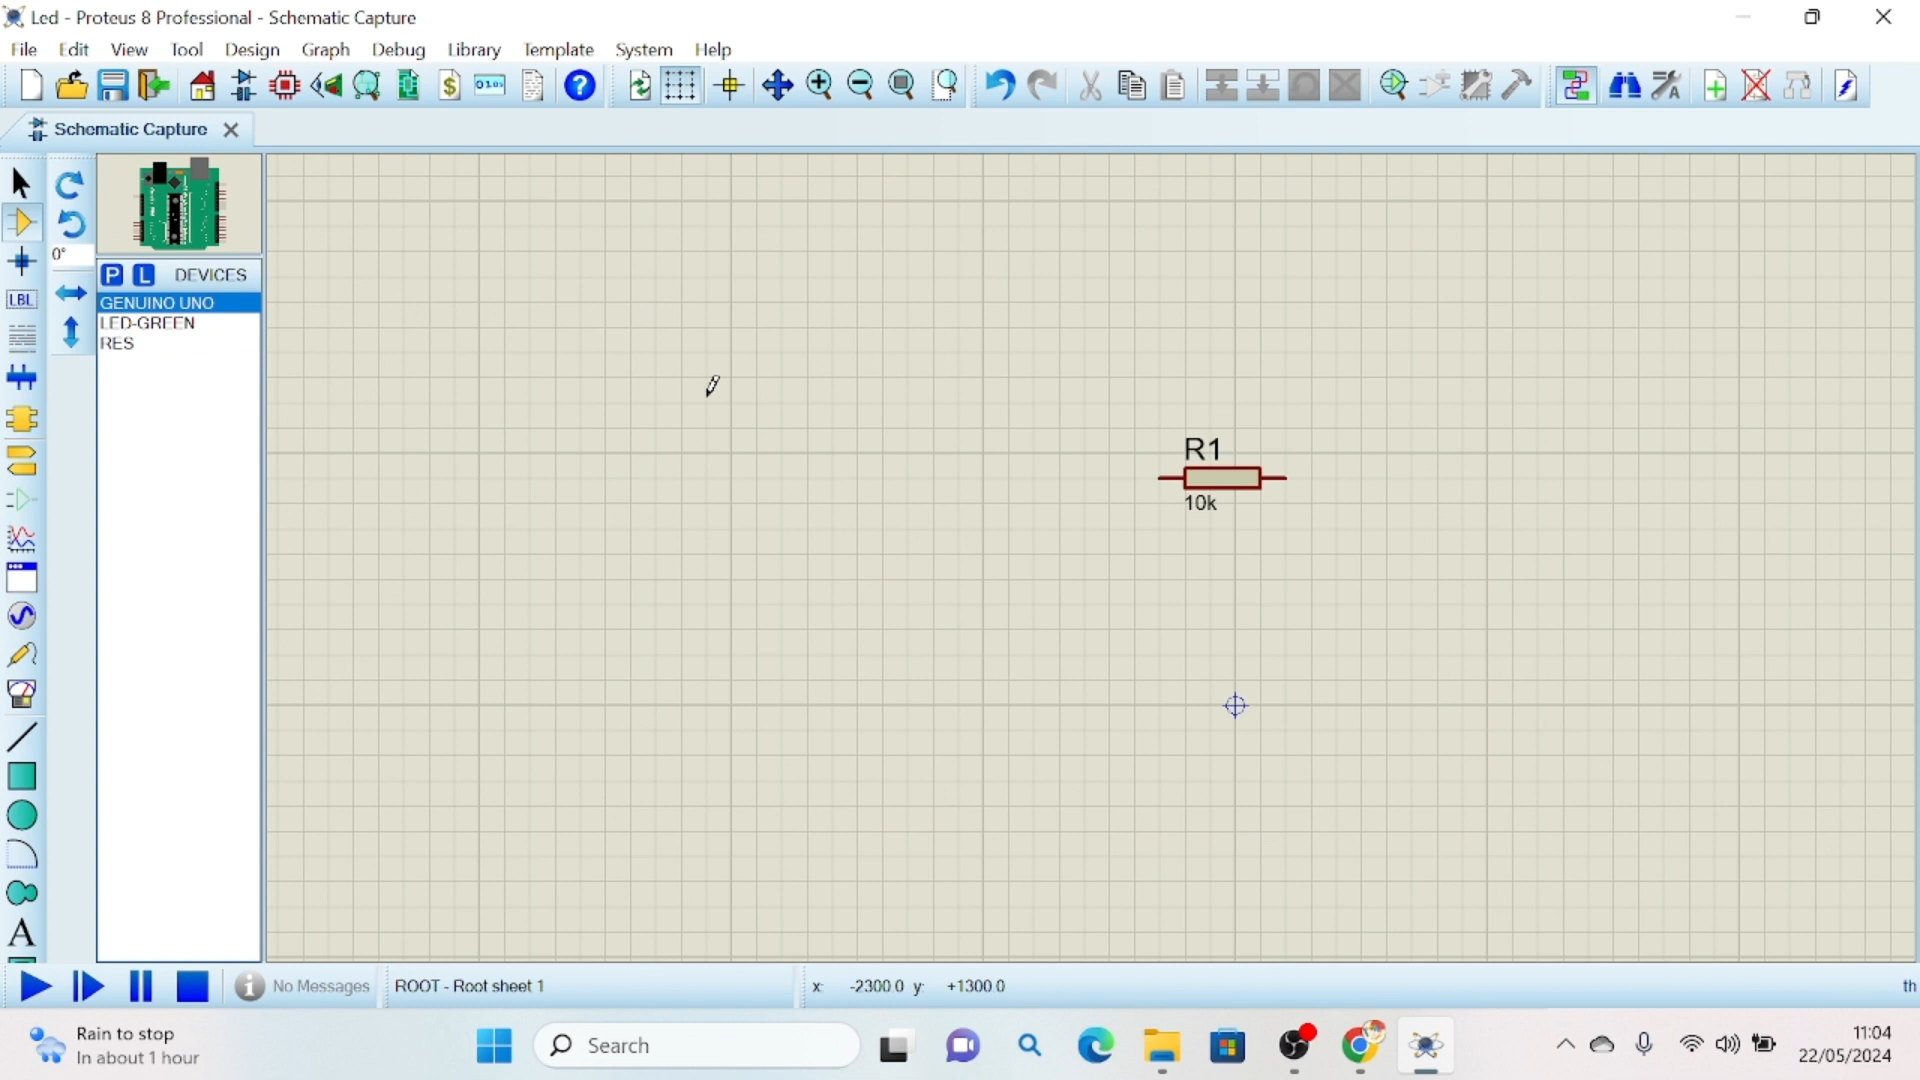 Led - Proteus 8 Professional - Schematic Capture
File Edit View Tool Design Graph Debug Library Template System Help
Schematic Capture
0°
P L DEVICES
GENUINO UNO
LED-GREEN
RES
LBL
A
R1
10k
No Messages
ROOT - Root sheet 1
x: -2300.0 y: +1300.0
th
Rain to stop
In about 1 hour
Search
11:04
22/05/2024